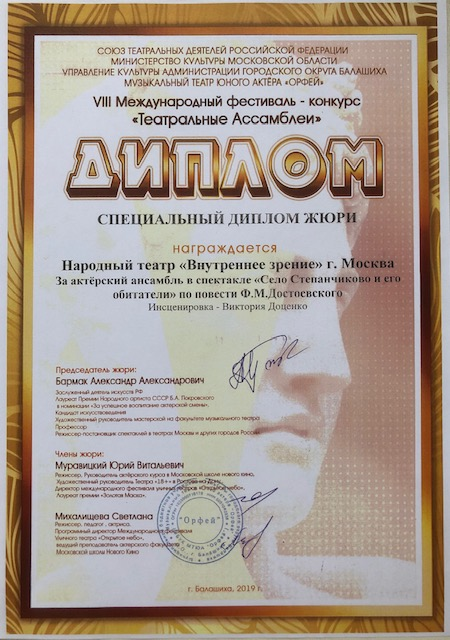 СОЮЗ ТЕАТРАЛЬНЫХ ДЕЯТЕЛЕЙ РОССИЙСКОЙ ФЕДЕРАЦИИ
МИНИСТЕРСТВО КУЛЬТУРЫ МОСКОВСКОЙ ОБЛАСТИ
УПРАВЛЕНИЕ КУЛЬТУРЫ АДМИНИСТРАЦИИ ГОРОДСКОГО ОКРУГА БАЛАШИХА
МУЗЫКАЛЬНЫЙ ТЕАТР ЮНОГО АКТЁРА «ОРФЕЙ»
VIII Международный фестиваль - конкурс
«Театральные Ассамблеи»
ДИПЛОМ
СПЕЦИАЛЬНЫЙ ДИПЛОМ ЖЮРИ
награждается
Народный театр «Внутреннее зрение» г. Москва
За актёрский ансамбль в спектакле «Село Степанчиково и его
обитатели» по повести Ф.М.Достоевского
Инсценировка - Виктория Доценко
Председатель жюри:
Бармак Александр Александрович
Заслуженный деятель искусств РФ
Лауреат Премии Народного артиста СССР Б.А. Покровского
в номинации «За успешное воспитание актерской смены».
Кандидат искусствоведения
Художественный руководитель мастерской на факультете музыкального театра
Профессор
Режиссер-постановщик спектаклей в театрах Москвы и других городов России
Члены жюри:
Муравицкий Юрий Витальевич
Режиссер, Руководитель актёрского курса в Московской школе нового кино,
Художественный руководитель Театра «18+» в Ростове на Дону,
Директор международного фестиваля уличных театров «Открытое небо».
Лауреат премии «Золотая Маска».
Михалищева Светлана
Режиссер, педагог, актриса.
Программный директор Международного фестиваля
Уличного театра «Открытое небо»,
ведущий преподаватель актерского факультета
Московской школы Нового Кино
"Орфей"
г. Балашиха, 2019 г.